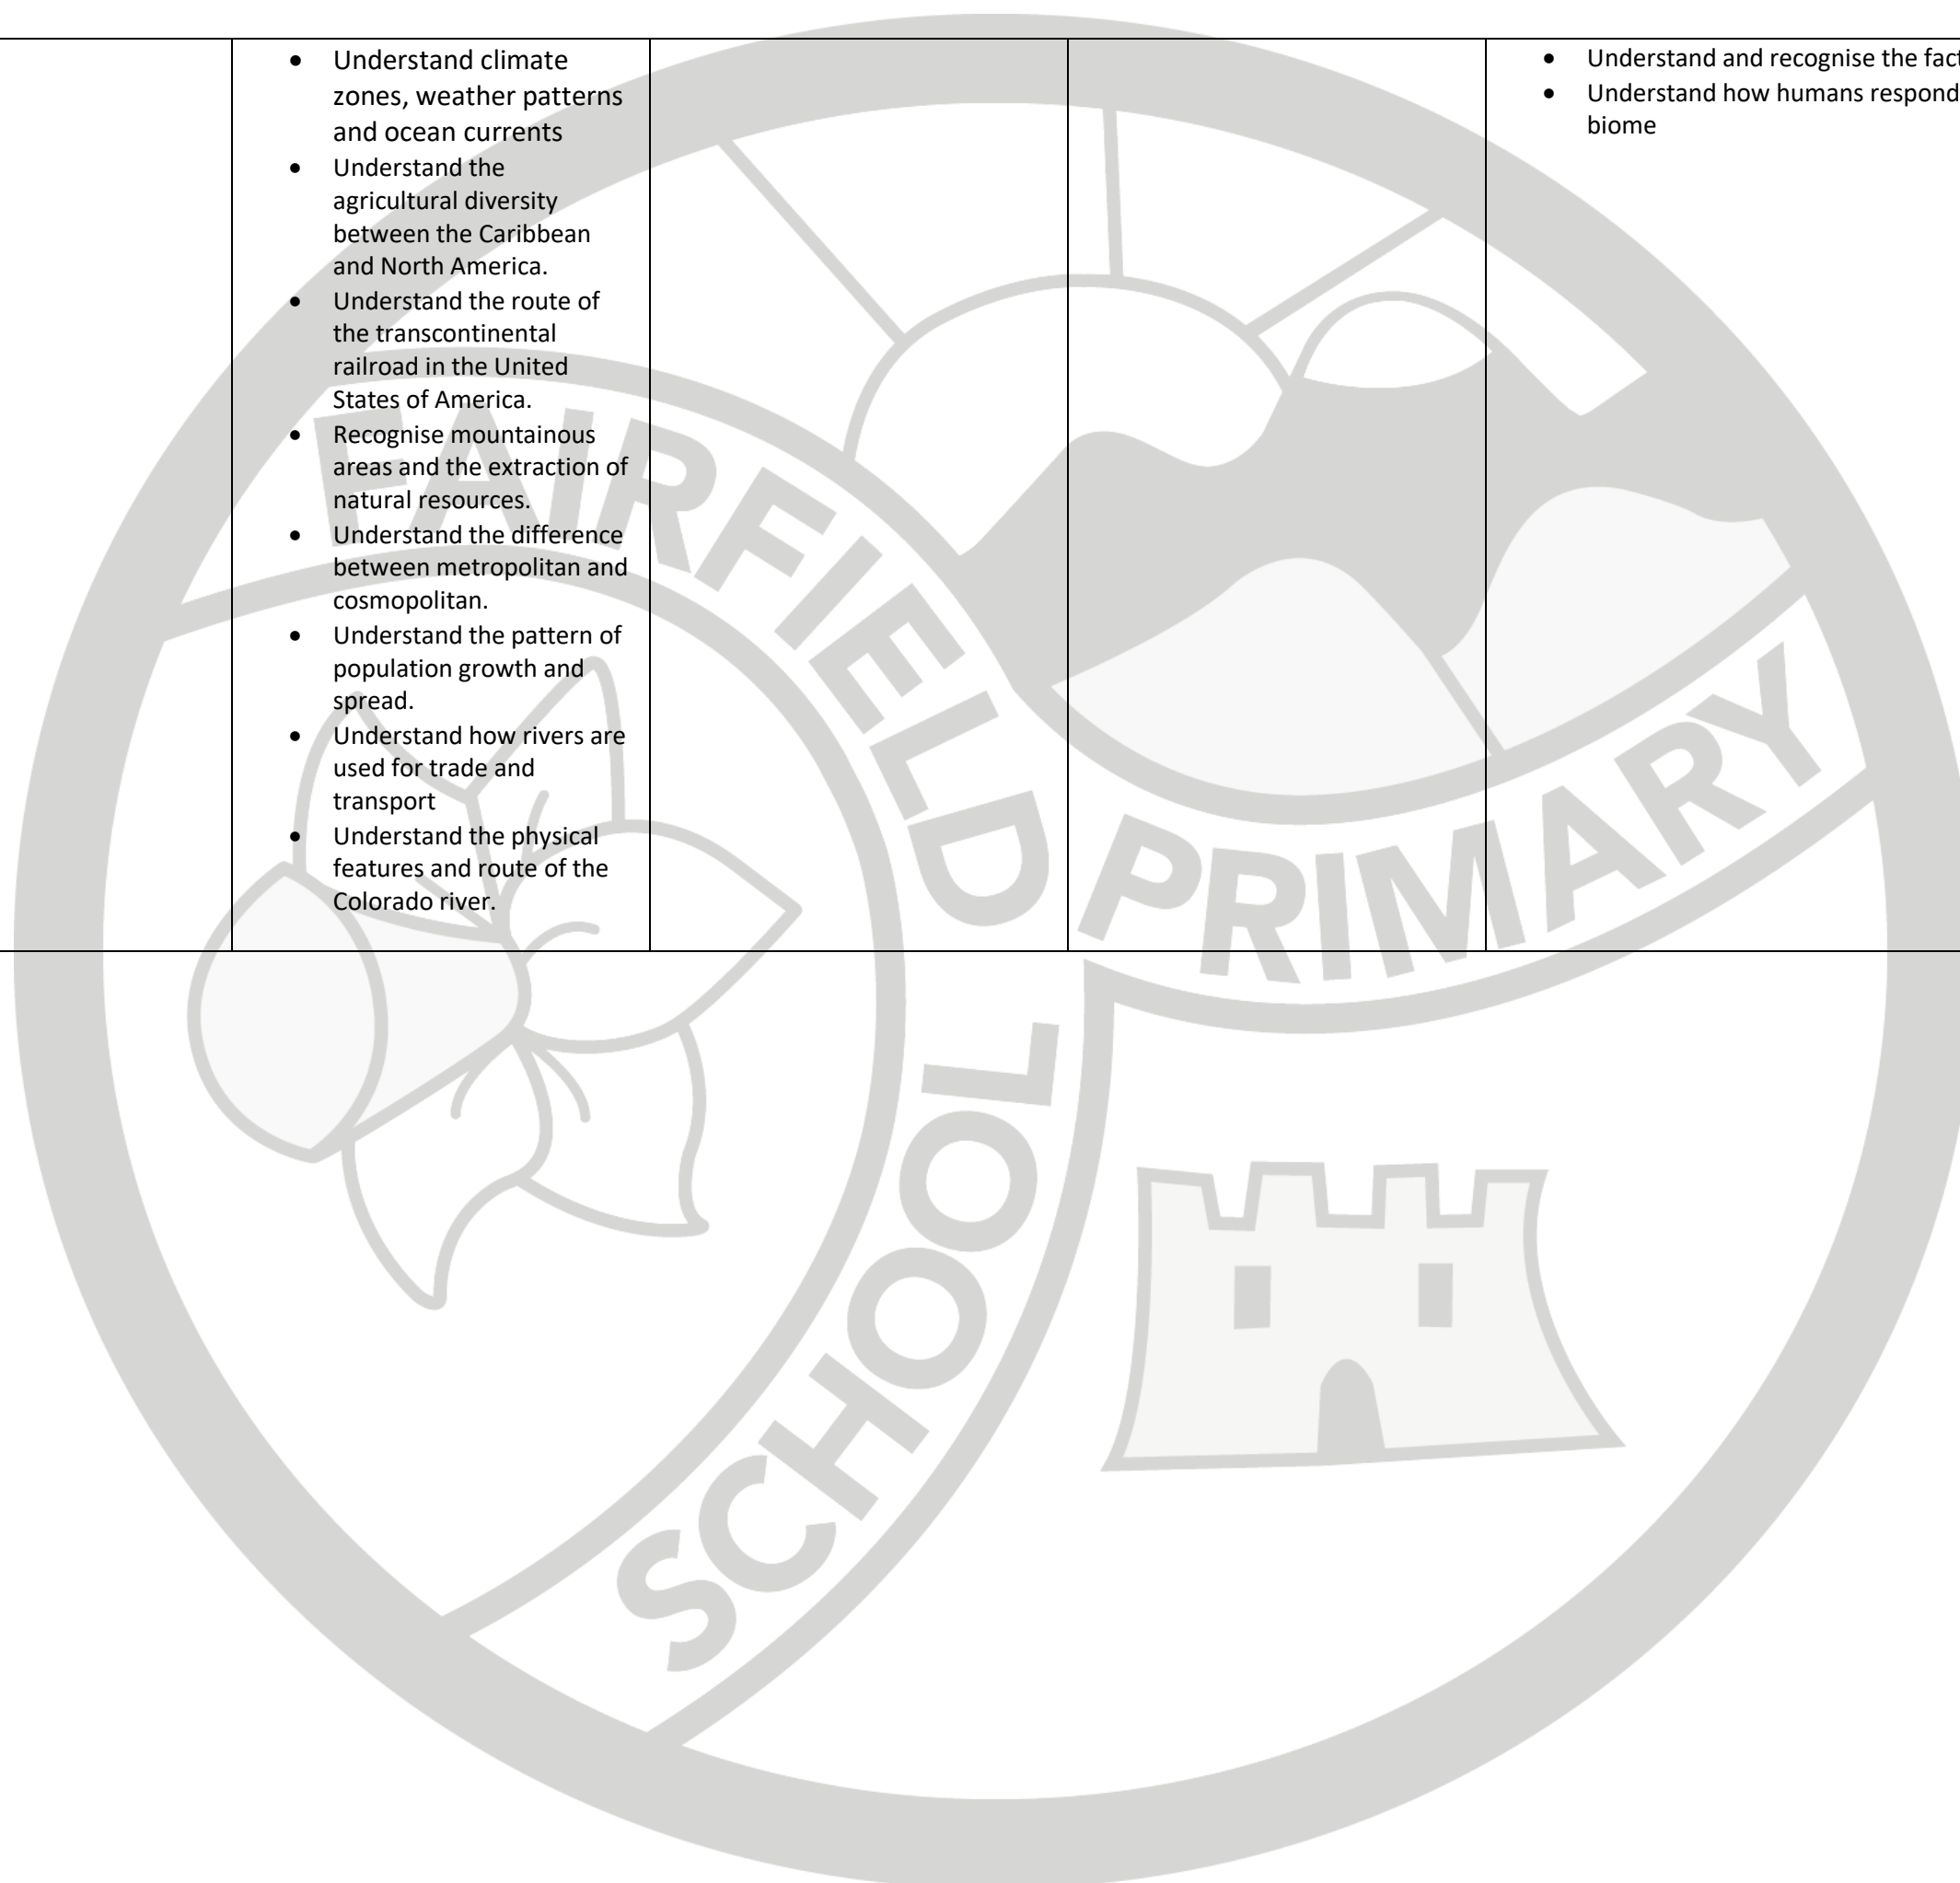 • Understand climate
zones, weather patterns
and ocean currents
• Understand the
agricultural diversity
between the Caribbean
and North America.
• Understand the route of
the transcontinental
railroad in the United
States of America.
• Recognise mountainous
areas and the extraction of
natural resources.
• Understand the difference
between metropolitan and
cosmopolitan.
• Understand the pattern of
population growth and
spread.
• Understand how rivers are
used for trade and
transport
• Understand the physical
features and route of the
Colorado river.
• Understand and recognise the
• Understand how humans respond
biome
FAIRFIELD
PRIMARY
SCHOOL